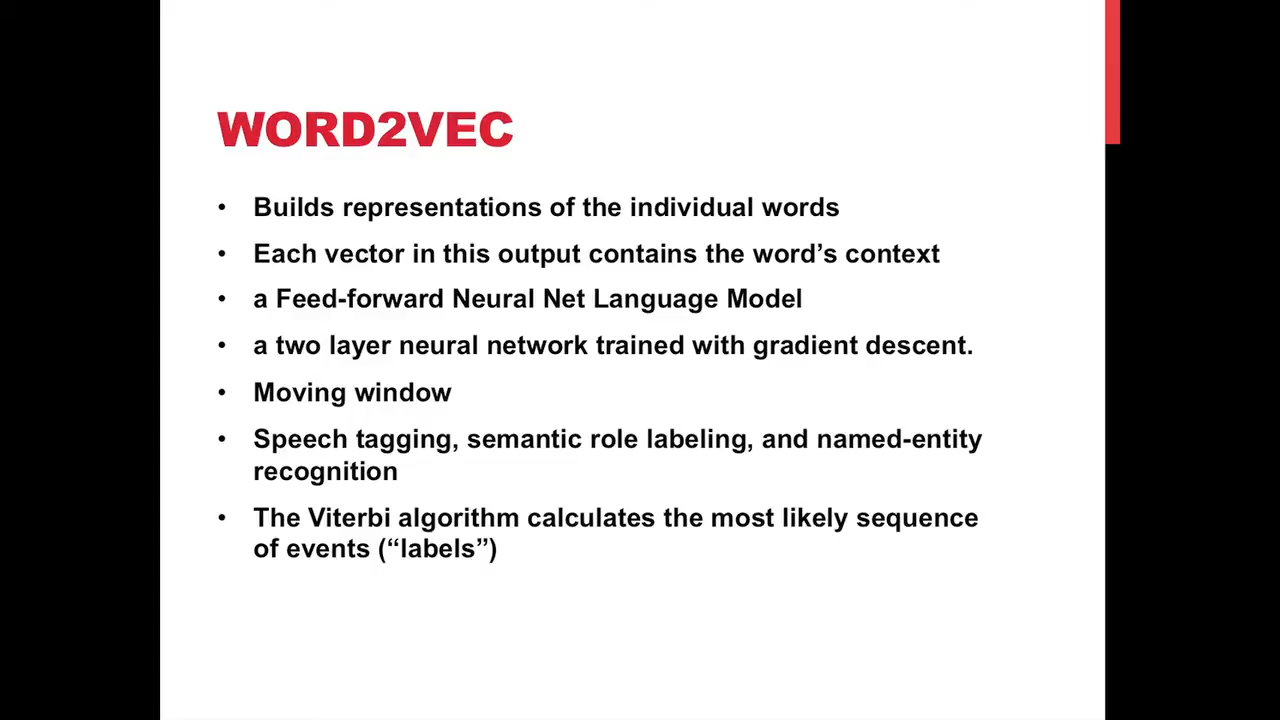 WORD2VEC
• Builds representations of the individual words
• Each vector in this output contains the word’s context
• a Feed-forward Neural Net Language Model
• a two layer neural network trained with gradient descent.
• Moving window
• Speech tagging, semantic role labeling, and named-entity
recognition
• The Viterbi algorithm calculates the most likely sequence
of events (“labels”)